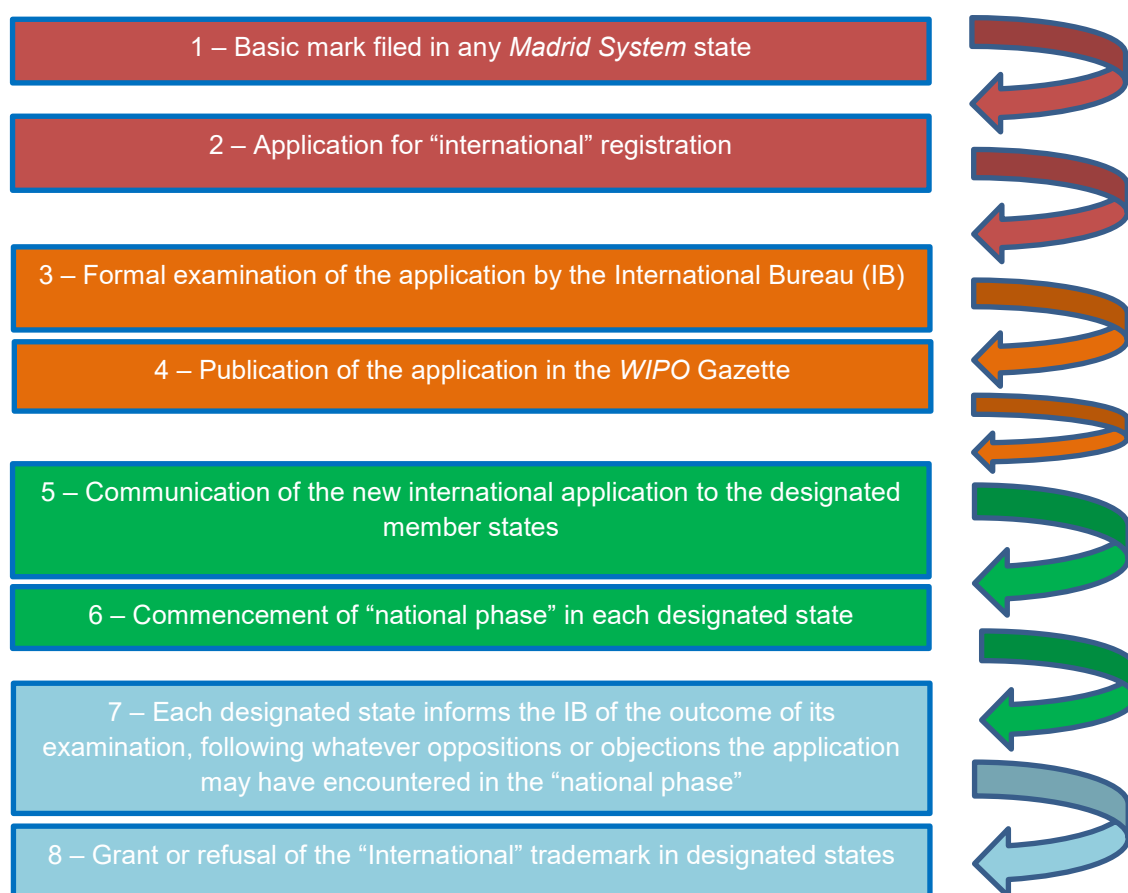 1 – Basic mark filed in any Madrid System state
2 – Application for “international” registration
3 – Formal examination of the application by the International Bureau (IB)
4 – Publication of the application in the WIPO Gazette
5 – Communication of the new international application to the designated
member states
6 – Commencement of “national phase” in each designated state
7 – Each designated state informs the IB of the outcome of its
examination, following whatever oppositions or objections the application
may have encountered in the “national phase”
8 – Grant or refusal of the “International” trademark in designated states